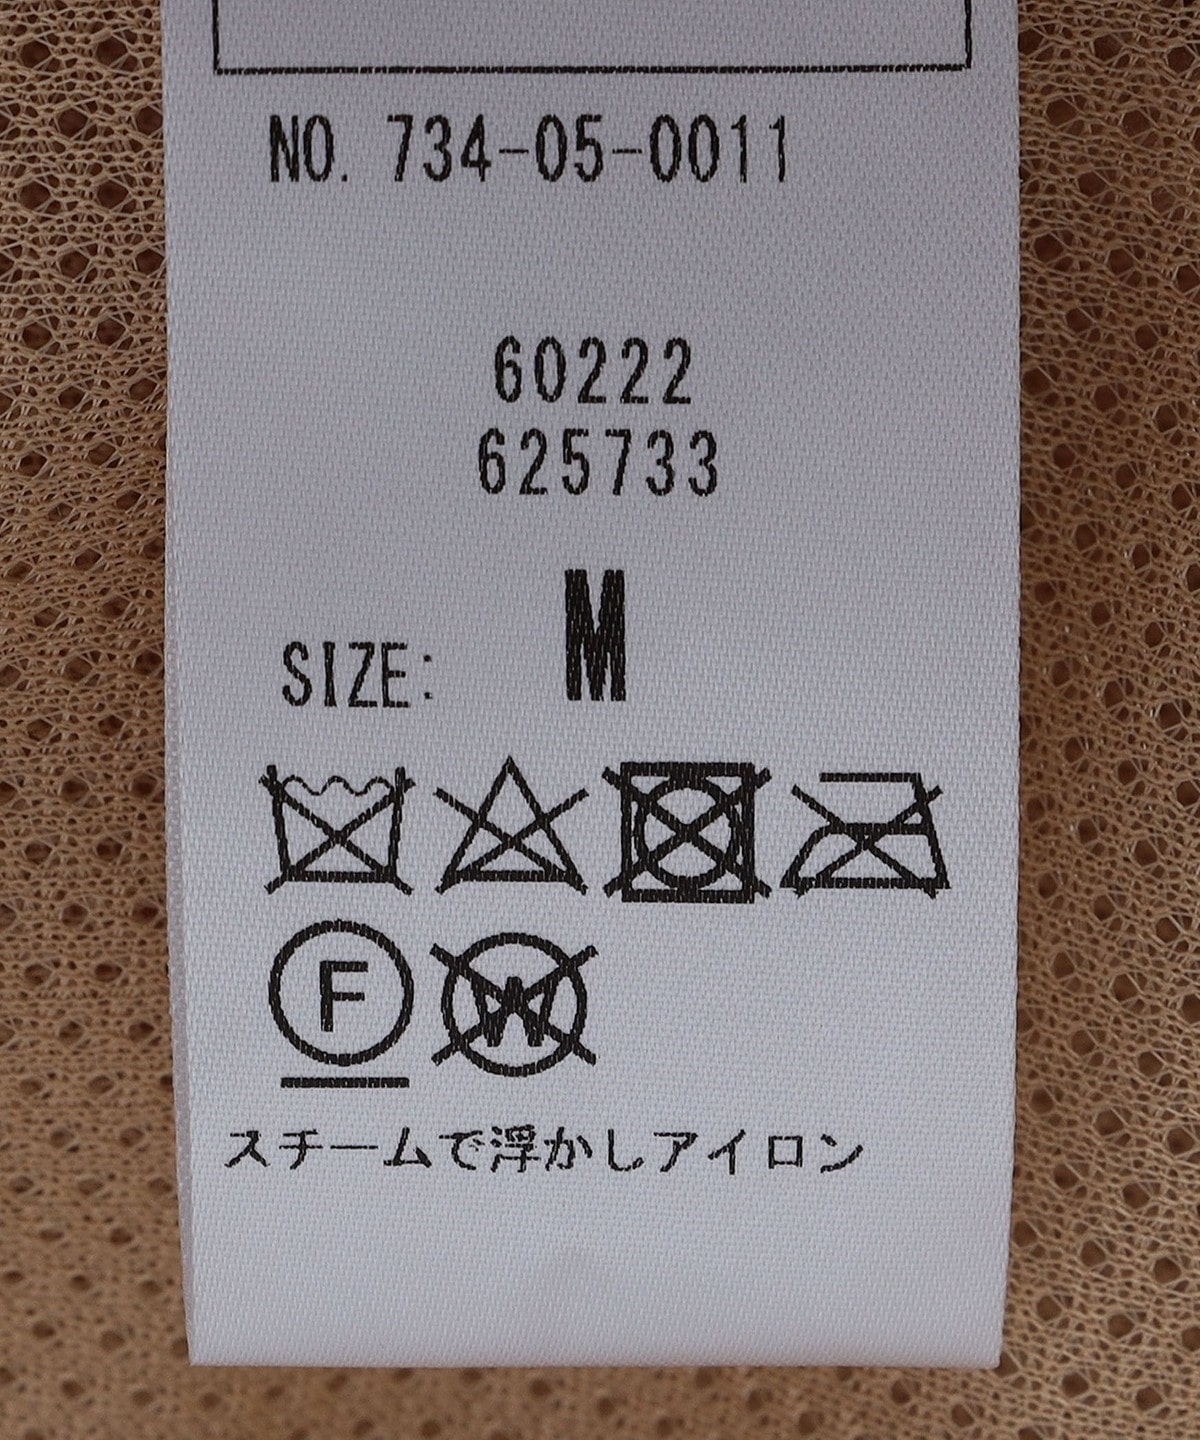 NO. 734-05-0011
60222
625733
SIZE: M
F W
スチームで浮かしアイロン